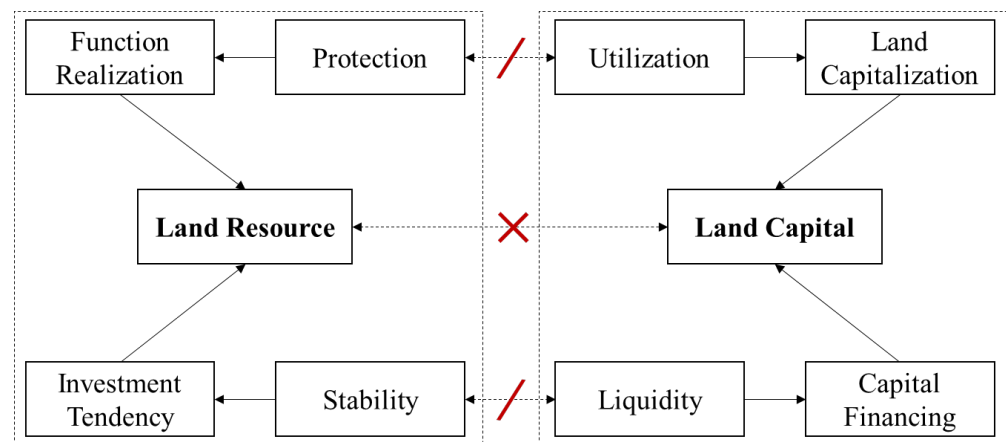 Function
Realization
Protection
Utilization
Land
Capitalization
Land Resource
Land Capital
Investment
Tendency
Stability
Liquidity
Capital
Financing